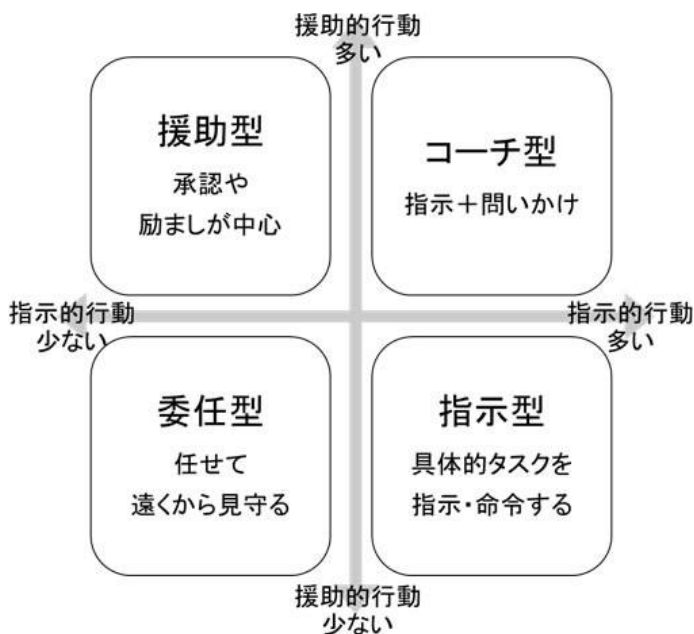 援助的行動
多い
援助型
承認や
励ましが中心
コーチ型
指示＋問いかけ
指示的行動
少ない
指示的行動
多い
委任型
任せて
遠くから見守る
指示型
具体的タスクを
指示・命令する
援助的行動
少ない